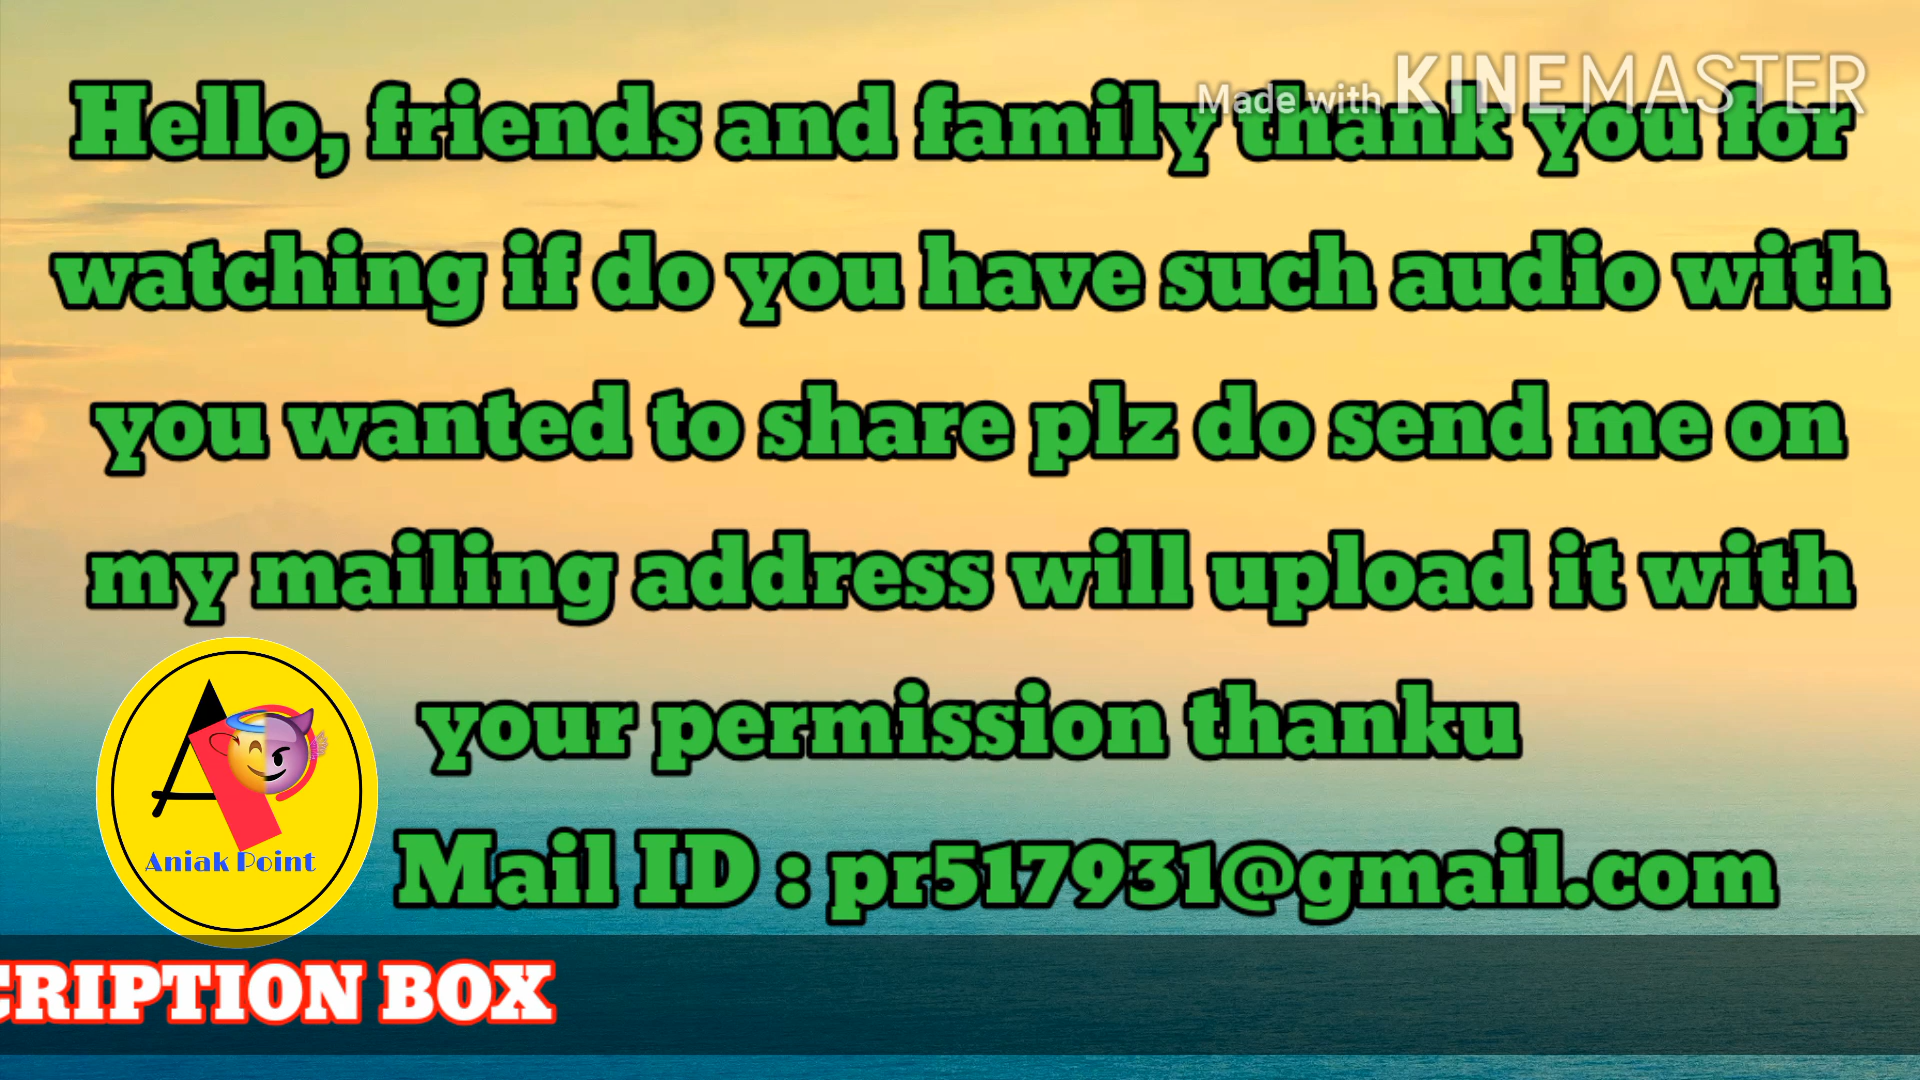 Made with KINEMASTER
Hello, friends and family thank you for
watching if do you have such audio with
you wanted to share plz do send me on
my mailing address will upload it with
your permission thanku
Mail ID : pr517931@gmail.com
Aniak Point
CRIPTION BOX